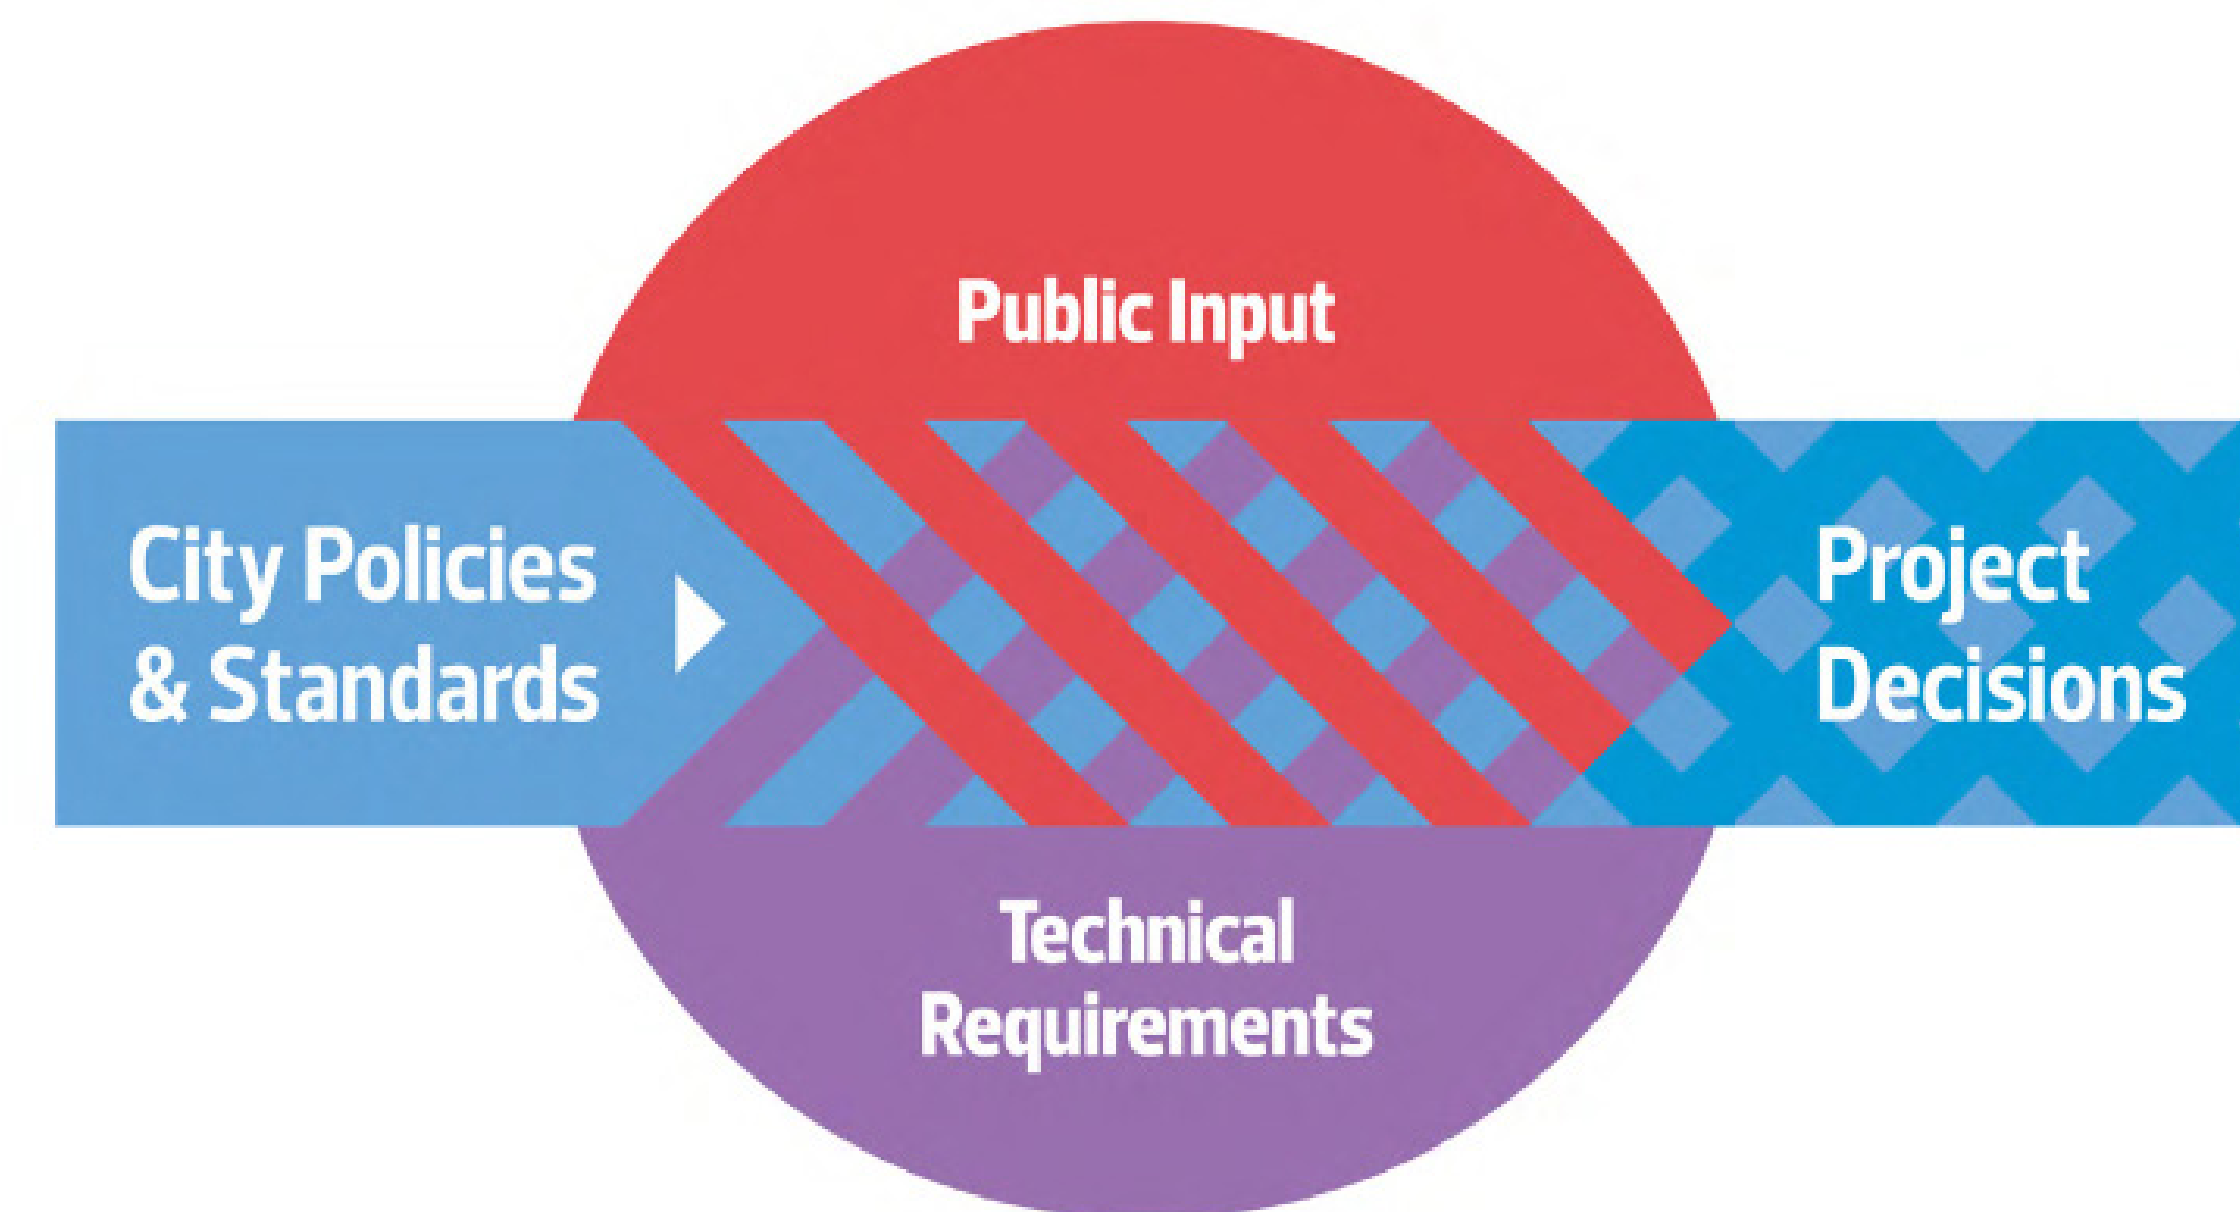 Public Input
City Policies
& Standards
Project
Decisions
Technical
Requirements